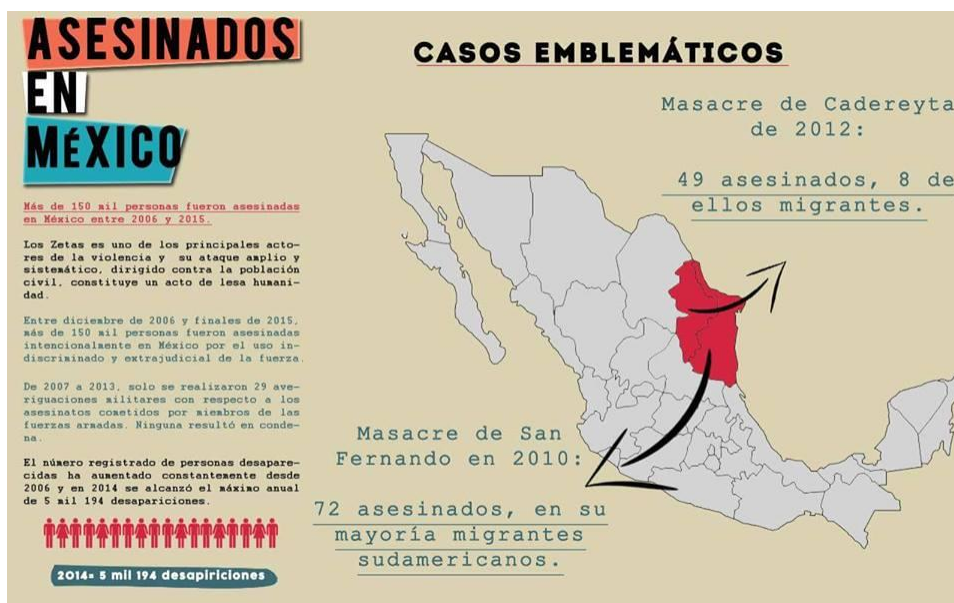 ASESINADOS
EN
MÉXICO
Más de 150 mil personas fueron asesinadas
en México entre 2006 y 2015.
Los Zetas es uno de los principales acto-
res de la violencia y su ataque amplio y
sistemático, dirigido contra la población
civil, constituye un acto de lesa humani-
dad.
Entre diciembre de 2006 y finales de 2015,
más de 150 mil personas fueron asesinadas
intencionalmente en México por el uso in-
discriminado y extrajudicial de la fuerza.
De 2007 a 2013, solo se realizaron 29 ave-
riguaciones militares con respecto a los
asesinatos cometidos por miembros de las
fuerzas armadas. Ninguna resultó en conde-
na.
El número registrado de personas desapare-
cidas ha aumentado constantemente desde
2006 y en 2014 se alcanzó el máximo anual
de 5 mil 194 desapariciones.
2014= 5 mil 194 desapiriciones
CASOS EMBLEMÁTICOS
Masacre de Cadereyta
de 2012:
49 asesinados, 8 de
ellos migrantes.
Masacre de San
Fernando en 2010:
72 asesinados, en su
mayoría migrantes
sudamericanos.